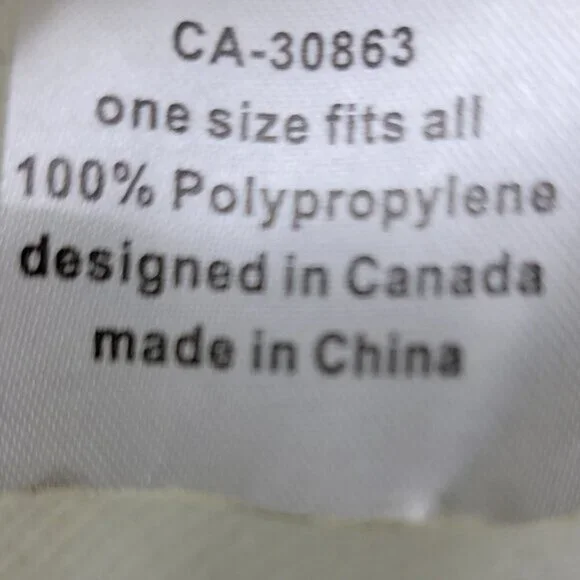 CA-30863
one size fits all
100% Polypropylene
designed in Canada
made in China